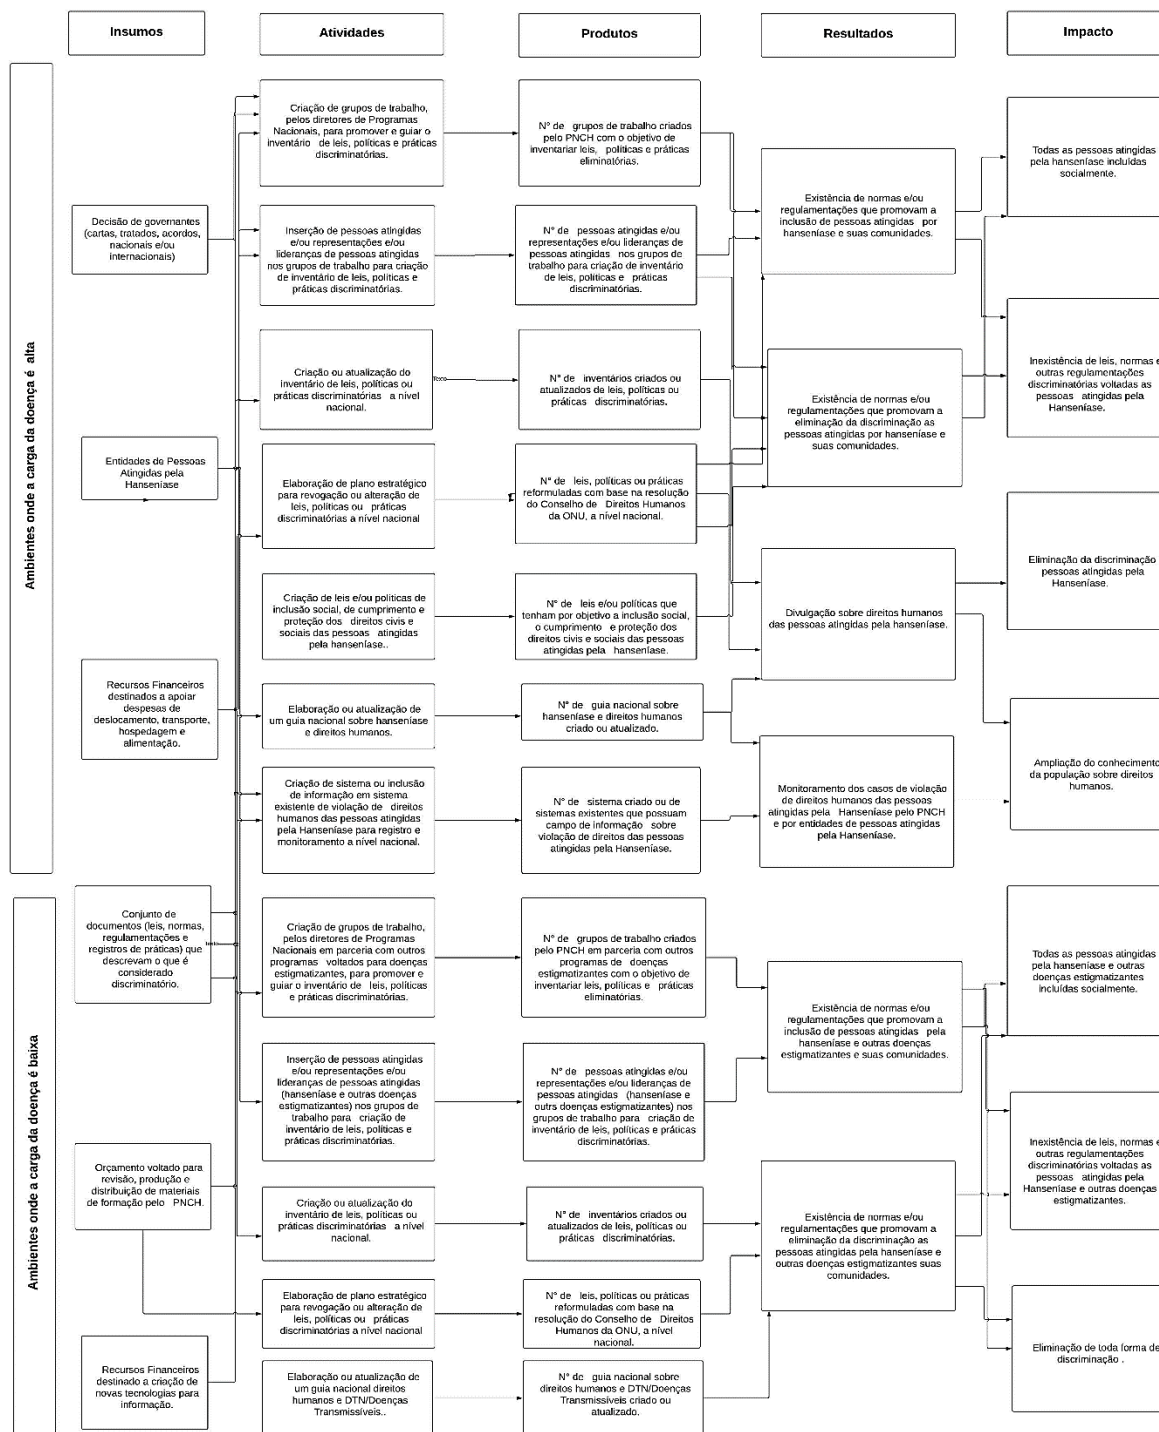 Insumos
Atividades
Produtos
Resultados
Impacto
Ambientes onde a carga da doença é alta
Ambientes onde a carga da doença é baixa
Decisão de governantes
(cartas, tratados, acordos,
nacionais e/ou
internacionais)
Entidades de Pessoas
Atingidas pela
Hanseníase
Recursos Financeiros
destinados a apoiar
despesas de
deslocamento, transporte,
hospedagem e
alimentação.
Conjunto de
documentos (leis, normas,
regulamentações e
registros de práticas) que
descrevam o que é
considerado
discriminatório.
Orçamento voltado para
revisão, produção e
distribuição de materiais
de formação pelo PNCH.
Recursos Financeiros
destinado a criação de
novas tecnologias para
informação.
Criação de grupos de trabalho,
pelos diretores de Programas
Nacionais, para promover e guiar o
inventário de leis, políticas e práticas
discriminatórias.
Inserção de pessoas atingidas
e/ou representações e/ou
lideranças de pessoas atingidas
nos grupos de trabalho para criação
de inventário de leis, políticas e
práticas discriminatórias.
Criação ou atualização do
inventário de leis, políticas ou
práticas discriminatórias a nível
nacional.
Texto
Elaboração de plano estratégico
para revogação ou alteração de
leis, políticas ou práticas
discriminatórias a nível nacional
Criação de leis e/ou políticas de
inclusão social, de cumprimento e
proteção dos direitos civis e
sociais das pessoas atingidas
pela hanseníase..
Elaboração ou atualização de
um guia nacional sobre hanseníase
e direitos humanos.
Criação de sistema ou inclusão
de informação em sistema
existente de violação de direitos
humanos das pessoas atingidas
pela Hanseníase para registro e
monitoramento a nível nacional.
Criação de grupos de trabalho,
pelos diretores de Programas
Nacionais em parceria com outros
programas voltados para doenças
estigmatizantes, para promover e
guiar o inventário de leis, políticas
e práticas discriminatórias.
Inserção de pessoas atingidas
e/ou representações e/ou
lideranças de pessoas atingidas
(hanseníase e outras doenças
estigmatizantes) nos grupos de
trabalho para criação de
inventário de leis, políticas e
práticas discriminatórias.
Criação ou atualização do
inventário de leis, políticas ou
práticas discriminatórias a nível
nacional.
Elaboração de plano estratégico
para revogação ou alteração de
leis, políticas ou práticas
discriminatórias a nível nacional
Elaboração ou atualização de
um guia nacional direitos
humanos e DTN/Doenças
Transmissíveis..
N° de grupos de trabalho criados
pelo PNCH com o objetivo de
inventariar leis, políticas e práticas
eliminatórias.
N° de pessoas atingidas e/ou
representações e/ou lideranças de
pessoas atingidas nos grupos de
trabalho para criação de inventário
de leis, políticas e práticas
discriminatórias.
N° de inventários criados ou
atualizados de leis, políticas ou
práticas discriminatórias.
N° de leis, políticas ou práticas
reformuladas com base na resolução
do Conselho de Direitos Humanos
da ONU, a nível nacional.
N° de leis e/ou políticas que
tenham por objetivo a inclusão social,
o cumprimento e proteção dos
direitos civis e sociais das pessoas
atingidas pela hanseníase.
N° de guia nacional sobre
hanseníase e direitos humanos
criado ou atualizado.
N° de sistema criado ou de
sistemas existentes que possuam
campo de informação sobre
violação de direitos das pessoas
atingidas pela Hanseníase.
N° de grupos de trabalho criados
pelo PNCH em parceria com outros
programas de doenças
estigmatizantes com o objetivo de
inventariar leis, políticas e práticas
eliminatórias.
N° de pessoas atingidas e/ou
representações e/ou lideranças de
pessoas atingidas (hanseníase e
outrs doenças estigmatizantes) nos
grupos de trabalho para criação de
inventário de leis, políticas e práticas
discriminatórias.
N° de inventários criados ou
atualizados de leis, políticas ou
práticas discriminatórias.
N° de leis, políticas ou práticas
reformuladas com base na
resolução do Conselho de Direitos
Humanos da ONU, a nível
nacional.
N° de guia nacional sobre
direitos humanos e DTN/Doenças
Transmissíveis criado ou
atualizado.
Existência de normas e/ou
regulamentações que promovam a
inclusão de pessoas atingidas por
hanseníase e suas comunidades.
Existência de normas e/ou
regulamentações que promovam a
eliminação da discriminação as
pessoas atingidas por hanseníase e
suas comunidades.
Divulgação sobre direitos humanos
das pessoas atingidas pela hanseníase.
Monitoramento dos casos de violação
de direitos humanos das pessoas
atingidas pela Hanseníase pelo PNCH
e por entidades de pessoas atingidas
pela Hanseníase.
Existência de normas e/ou
regulamentações que promovam a
inclusão de pessoas atingidas pela
hanseníase e outras doenças
estigmatizantes e suas comunidades.
Existência de normas e/ou
regulamentações que promovam a
eliminação da discriminação as
pessoas atingidas pela hanseníase e
outras doenças estigmatizantes suas
comunidades.
Todas as pessoas atingidas
pela hanseníase incluídas
socialmente.
Inexistência de leis, normas e
outras regulamentações
discriminatórias voltadas as
pessoas atingidas pela
Hanseníase.
Eliminação da discriminação
pessoas atingidas pela
Hanseníase.
Ampliação do conhecimento
da população sobre direitos
humanos.
Todas as pessoas atingidas
pela hanseníase e outras
doenças estigmatizantes
incluídas socialmente.
Inexistência de leis, normas e
outras regulamentações
discriminatórias voltadas as
pessoas atingidas pela
Hanseníase e outras doenças
estigmatizantes.
Eliminação de toda forma de
discriminação .